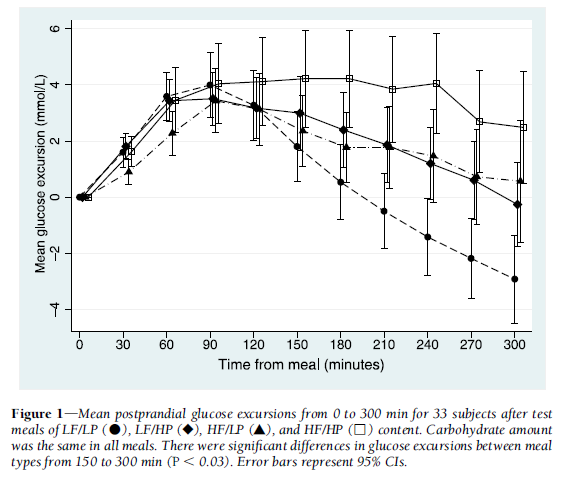 6
4
2
0
−2
−4
Mean glucose excursion (mmol/L)
0 30 60 90 120 150 180 210 240 270 300
Time from meal (minutes)
Figure 1—Mean postprandial glucose excursions from 0 to 300 min for 33 subjects after test
meals of LF/LP (●), LF/HP (◆), HF/LP (▲), and HF/HP (□) content. Carbohydrate amount
was the same in all meals. There were significant differences in glucose excursions between meal
types from 150 to 300 min (P < 0.03). Error bars represent 95% CIs.